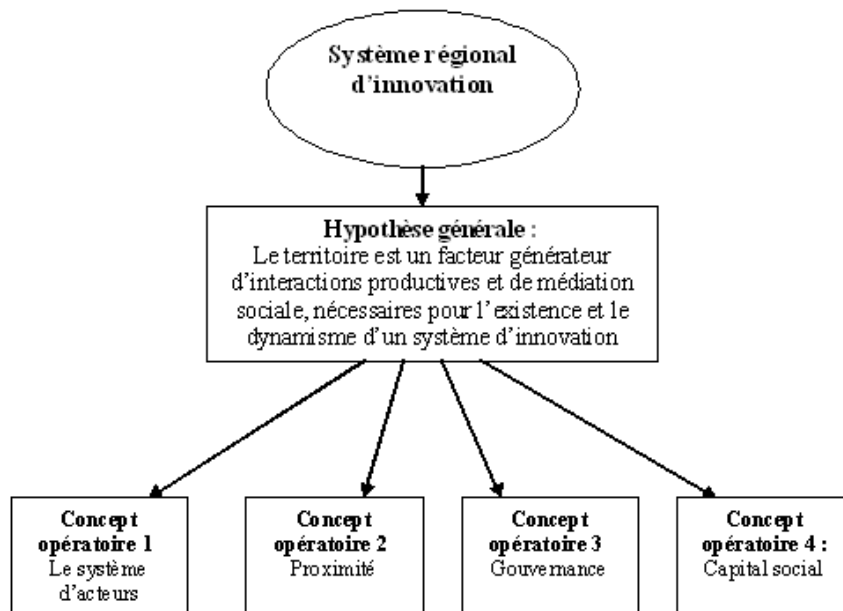 Système régional
d'innovation
Hypothèse générale :
Le territoire est un facteur générateur
d'interactions productives et de médiation
sociale, nécessaires pour l'existence et le
dynamisme d'un système d'innovation
Concept
opératoire 1
Le système
d'acteurs
Concept
opératoire 2
Proximité
Concept
opératoire 3
Gouvernance
Concept
opératoire 4 :
Capital social